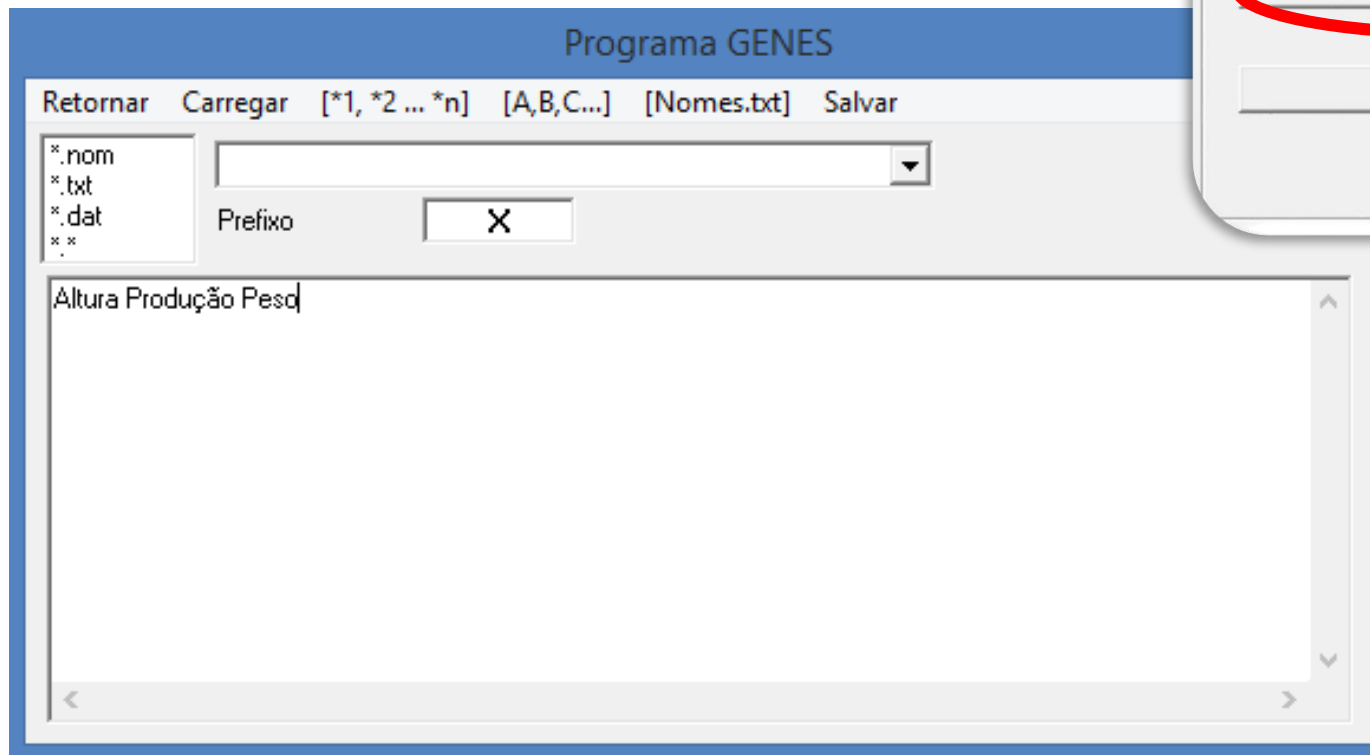 Programa GENES
Retornar Carregar [*1, *2 ... *n] [A,B,C...] [Nomes.txt] Salvar
*.nom
*.txt
*.dat
*.*
Prefixo X
Altura Produção Peso